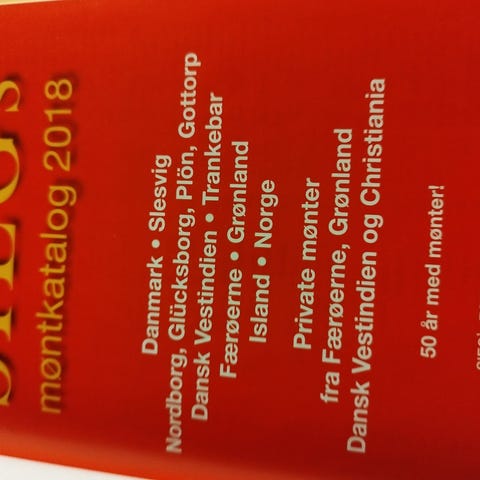 SIEG's
møntkatalog 2018
Danmark • Slesvig
Nordborg, Glücksborg, Plön, Gottorp
Dansk Vestindien • Trankebar
Færøerne • Grønland
Island • Norge
Private mønter
fra Færøerne, Grønland
Dansk Vestindien og Christiania
50 år med mønter!